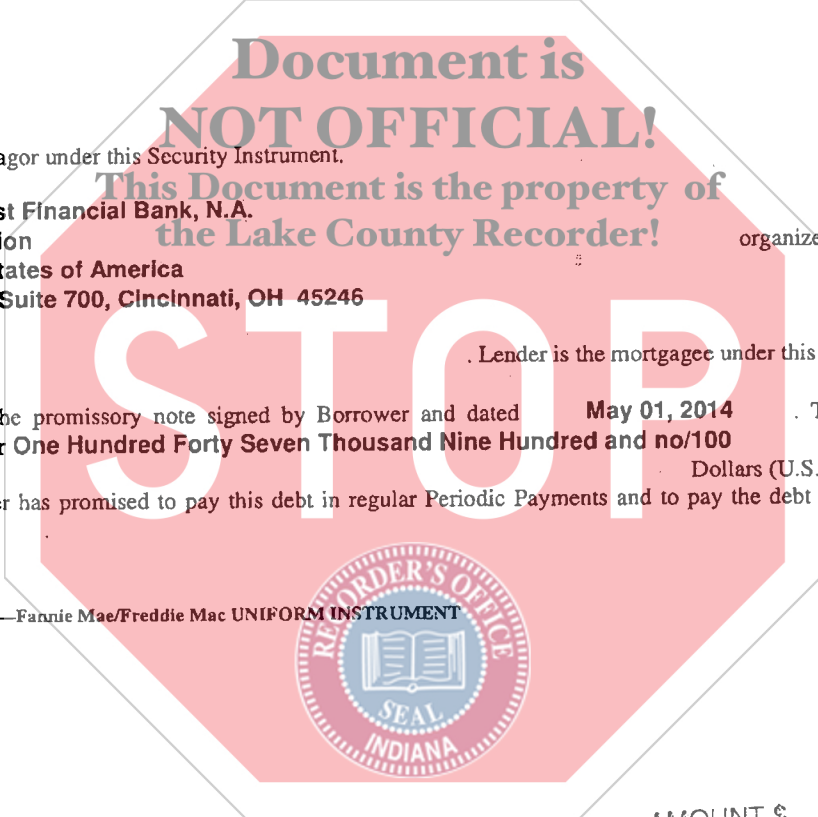 Document is
NOT OFFICIAL!
agor under this Security Instrument.
This Document is the property of
st Financial Bank, N.A.
the Lake County Recorder!
ion organize
tates of America
Suite 700, Cincinnati, OH 45246
STOP
. Lender is the mortgagee under this
he promissory note signed by Borrower and dated May 01, 2014 . T
r One Hundred Forty Seven Thousand Nine Hundred and no/100
Dollars (U.S.
er has promised to pay this debt in regular Periodic Payments and to pay the debt
.
—Fannie Mae/Freddie Mac UNIFORM INSTRUMENT
RECORDER'S OFFICE
SEAL
INDIANA
AMOUNT $